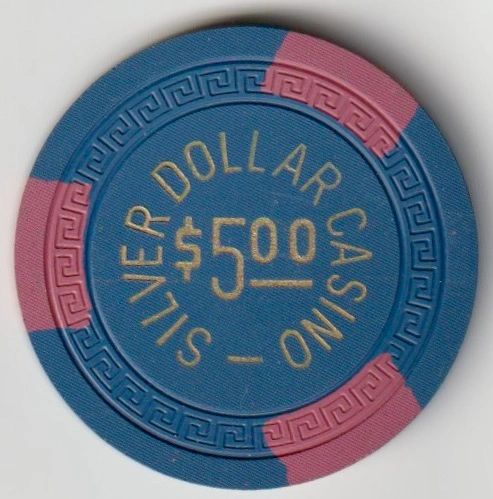 SILVER DOLLAR CASINO –
$5.00